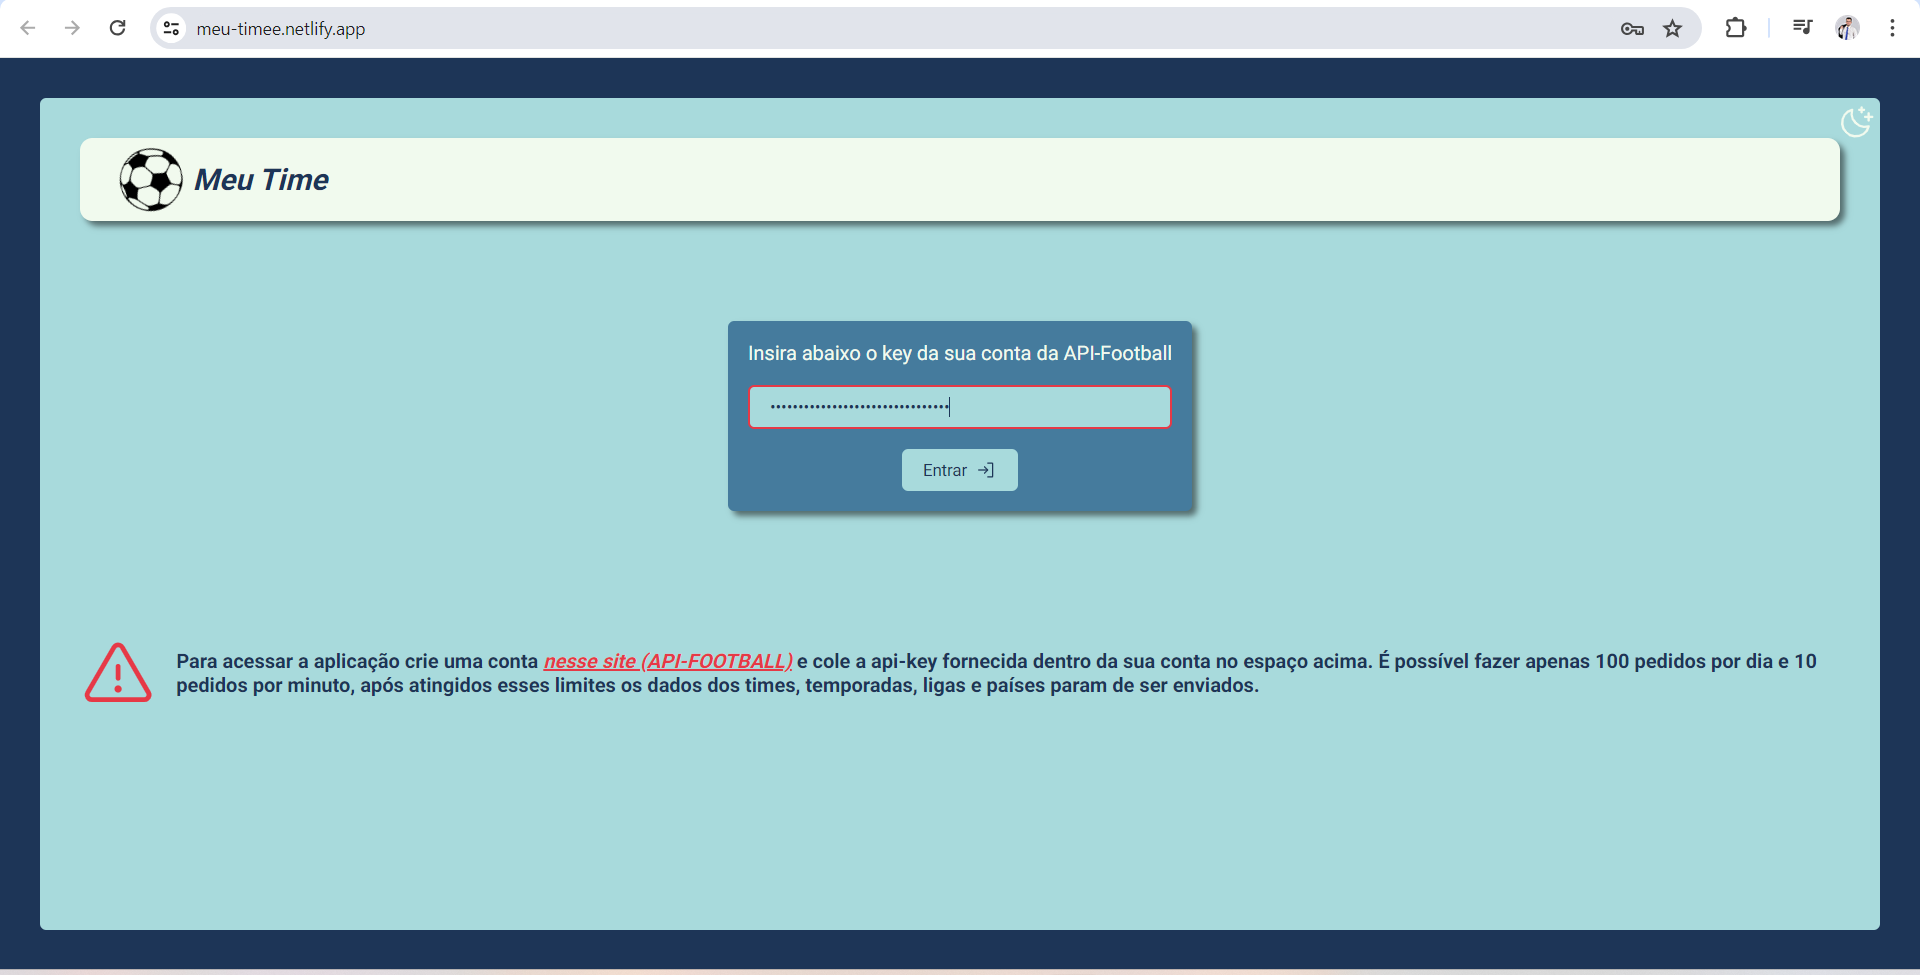 meu-timee.netlify.app
Meu Time
Insira abaixo o key da sua conta da API-Football
••••••••••••••••••••••••••••••••
Entrar
Para acessar a aplicação crie uma conta nesse site (API-FOOTBALL) e cole a api-key fornecida dentro da sua conta no espaço acima. É possível fazer apenas 100 pedidos por dia e 10
pedidos por minuto, após atingidos esses limites os dados dos times, temporadas, ligas e países param de ser enviados.